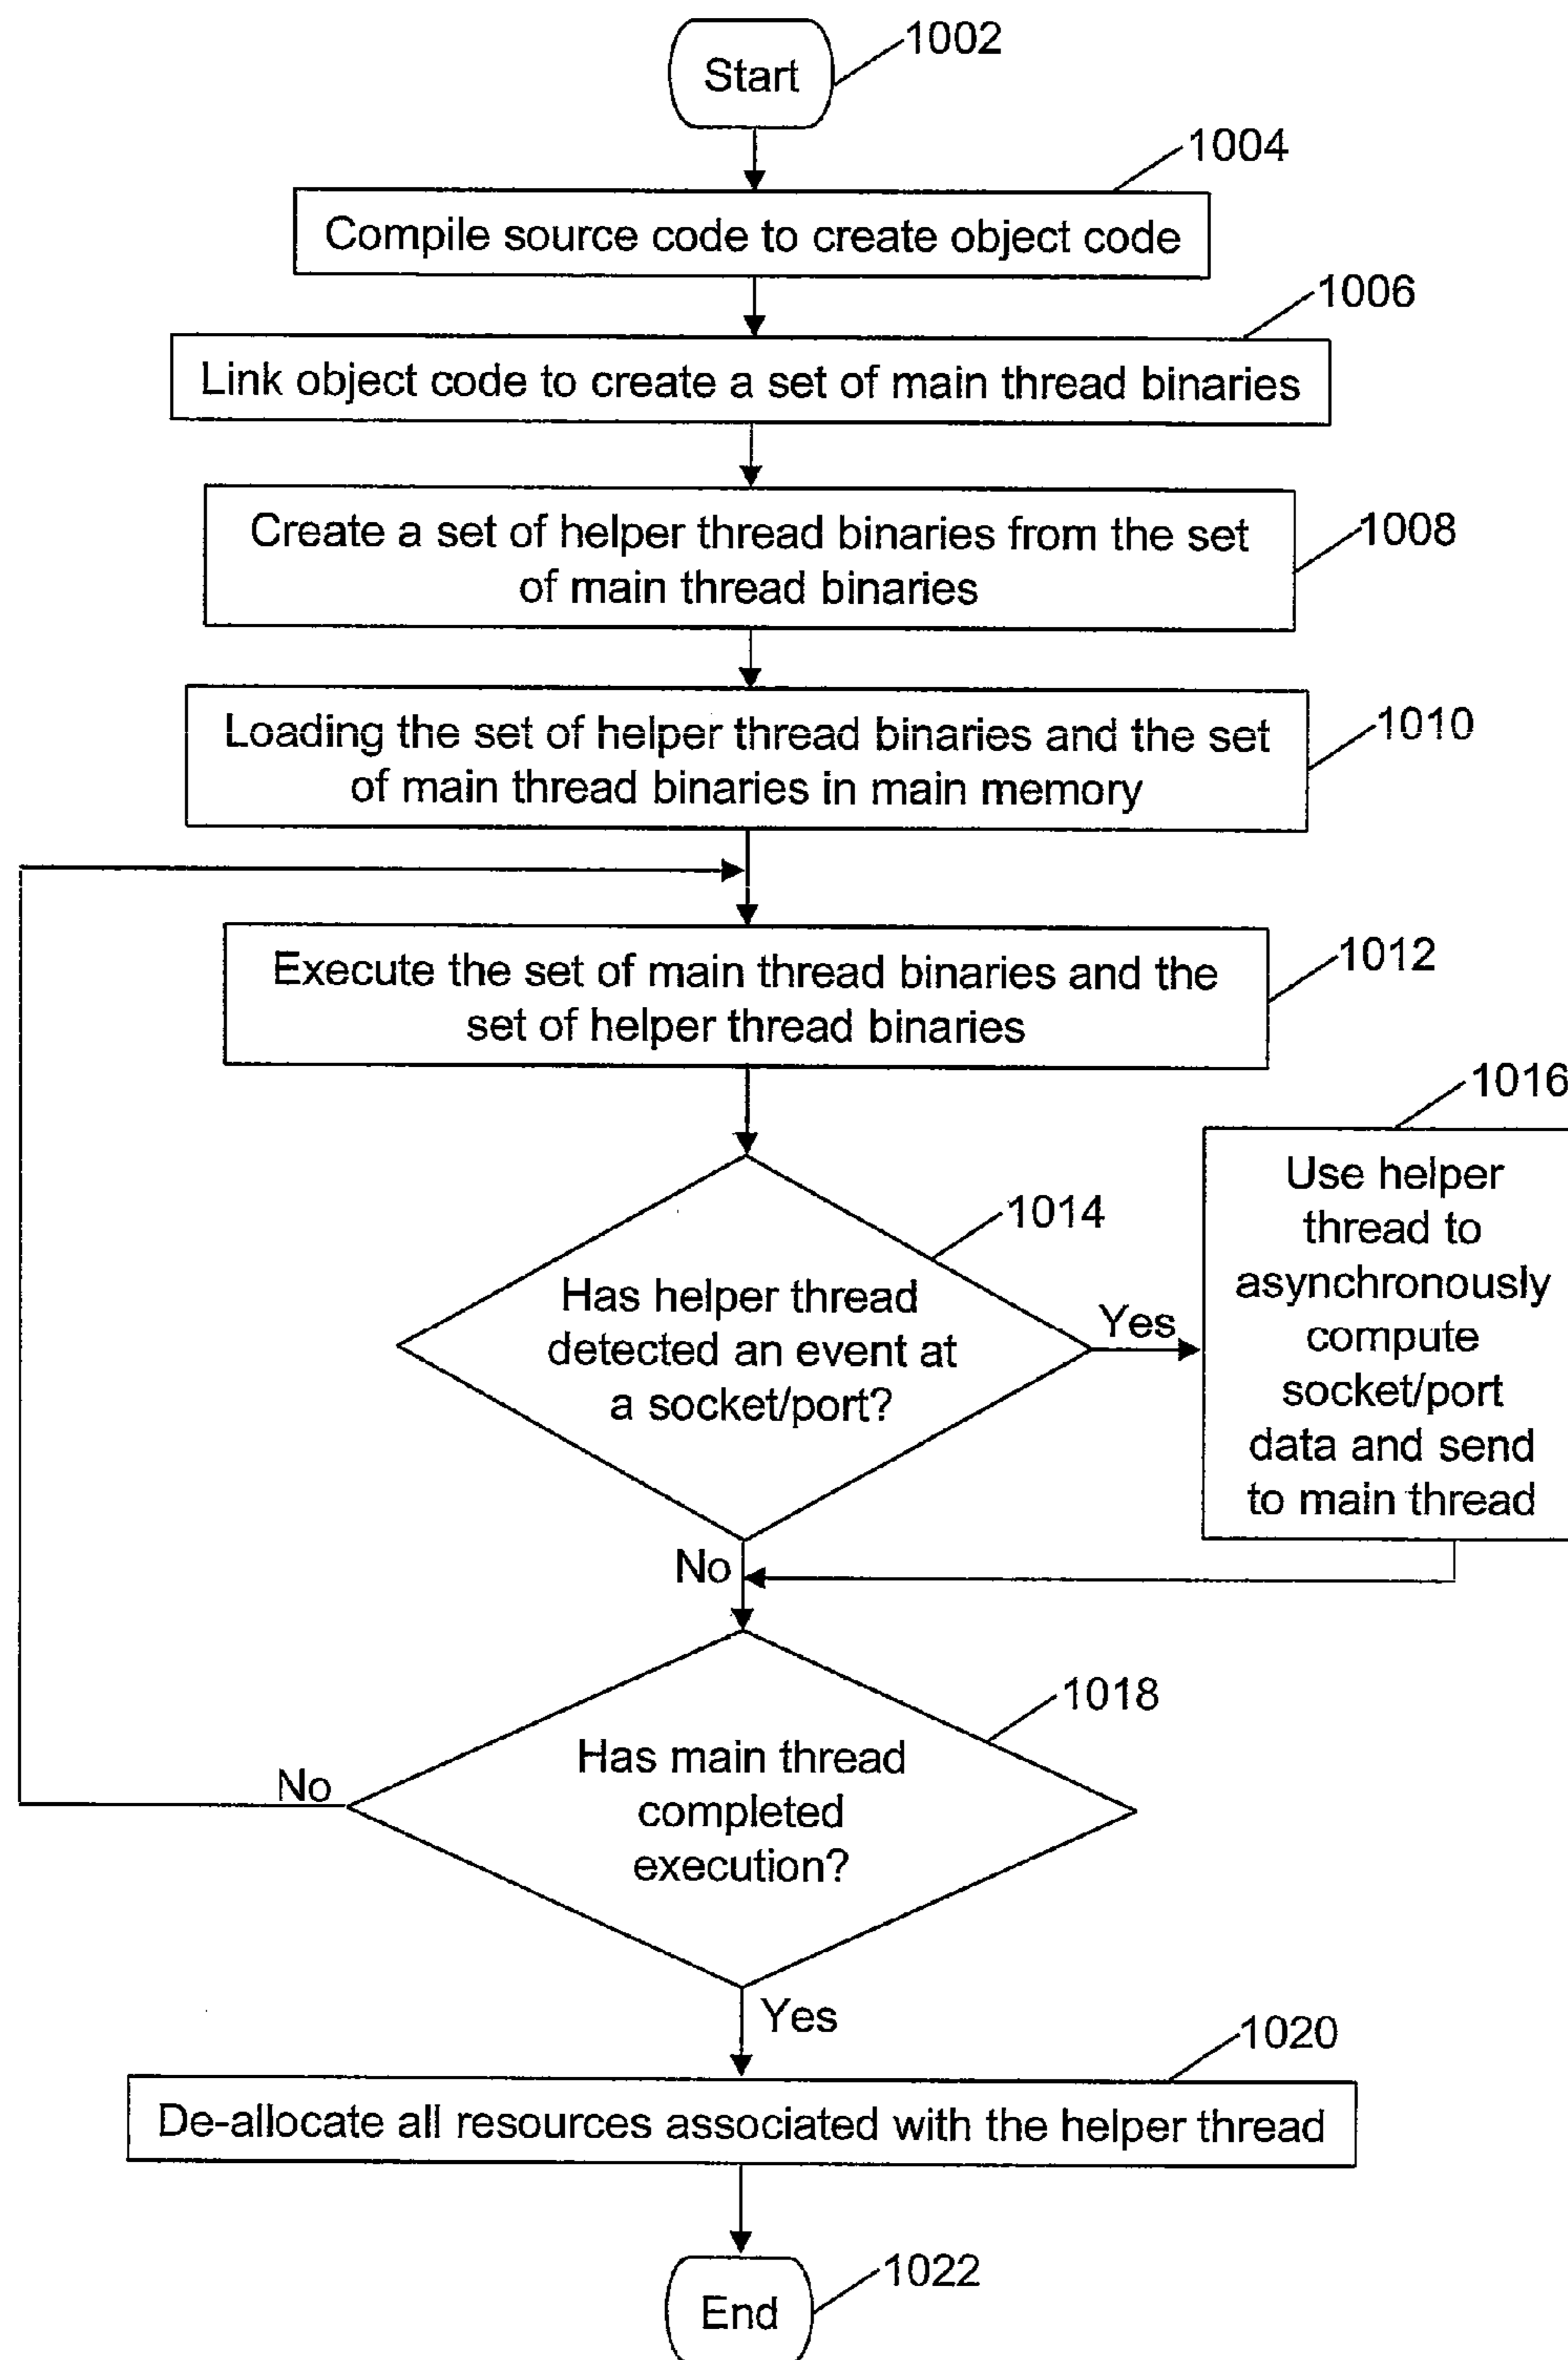 1002
Start
1004
Compile source code to create object code
1006
Link object code to create a set of main thread binaries
1008
Create a set of helper thread binaries from the set
of main thread binaries
1010
Loading the set of helper thread binaries and the set
of main thread binaries in main memory
1012
Execute the set of main thread binaries and the
set of helper thread binaries
1014
Has helper thread
detected an event at
a socket/port?
Yes
1016
Use helper
thread to
asynchronously
compute
socket/port
data and send
to main thread
No
1018
Has main thread
completed
execution?
No
Yes
1020
De-allocate all resources associated with the helper thread
1022
End